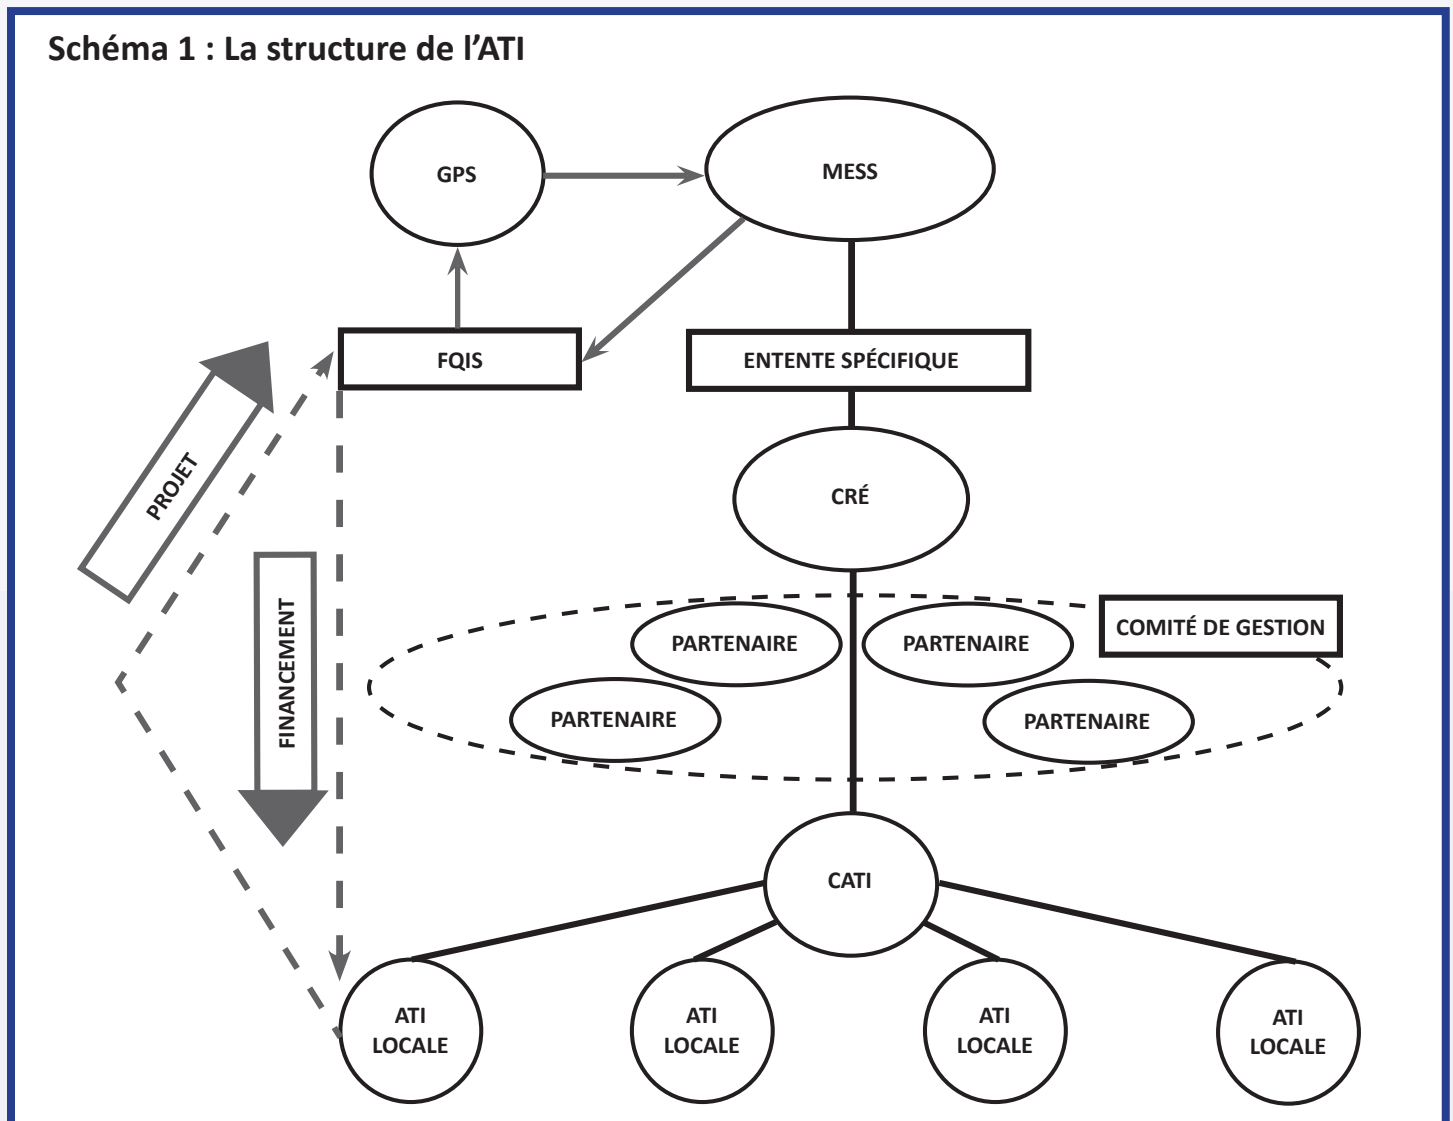 Schéma 1 : La structure de l'ATI
GPS
MESS
FQIS
ENTENTE SPÉCIFIQUE
PROJET
CRÉ
FINANCEMENT
COMITÉ DE GESTION
PARTENAIRE
PARTENAIRE
PARTENAIRE
PARTENAIRE
CATI
ATI
LOCALE
ATI
LOCALE
ATI
LOCALE
ATI
LOCALE